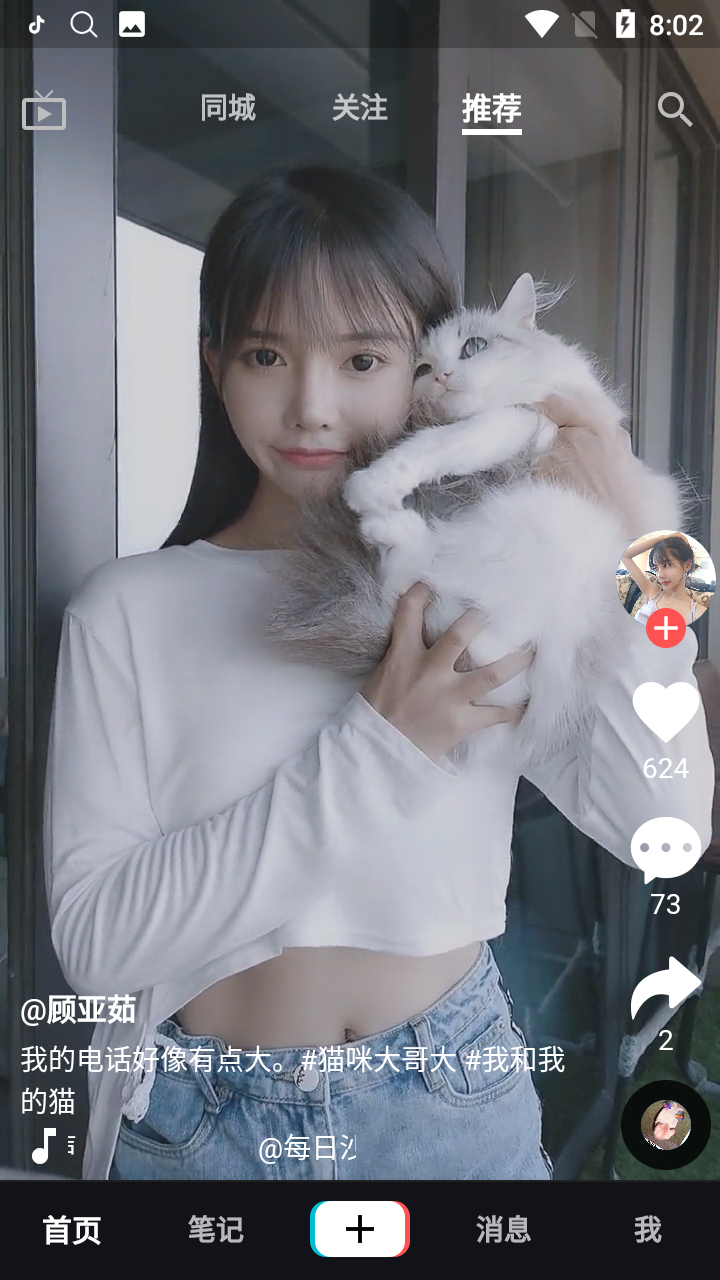 8:02
同城
关注
推荐
624
73
2
@顾亚茹
我的电话好像有点大。#猫咪大哥大 #我和我
的猫
@每日
首页
笔记
消息
我